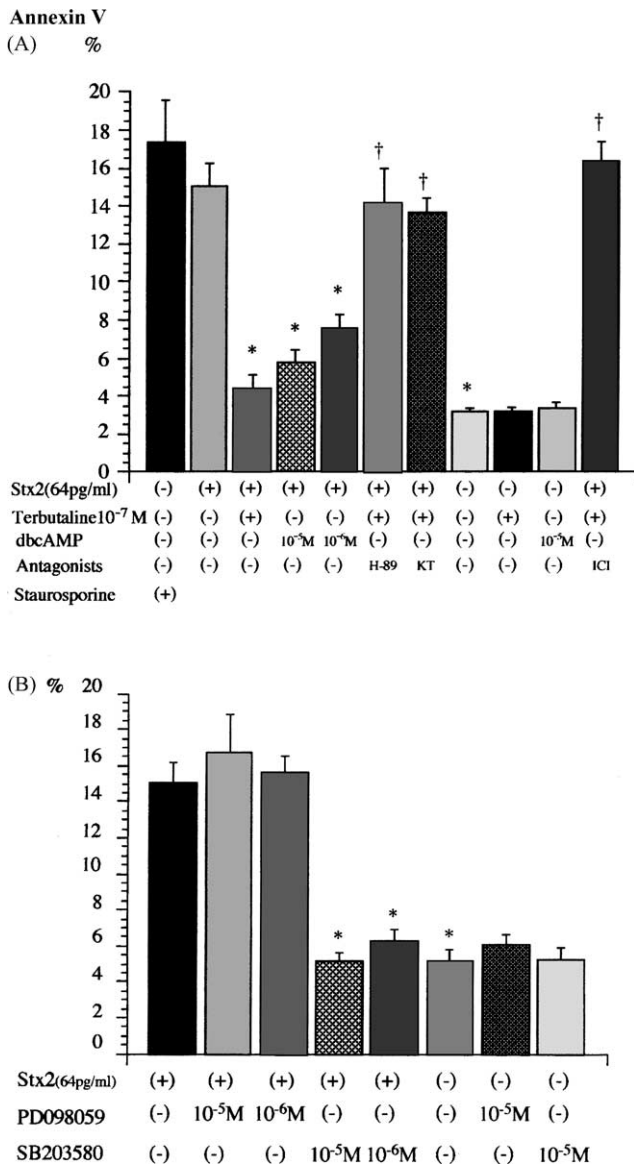 Annexin V
(A) %
20
18
16
14
12
10
8
6
4
2
0
† † †
* * * *
Stx2(64pg/ml) (-) (+) (+) (+) (+) (+) (+) (-) (-) (-) (+)
Terbutaline10⁻⁷ M (-) (-) (+) (-) (-) (+) (+) (-) (+) (-) (+)
dbcAMP (-) (-) (-) 10⁻⁵M 10⁻⁶M (-) (-) (-) (-) 10⁻⁵M (-)
Antagonists (-) (-) (-) (-) (-) H-89 KT (-) (-) (-) ICI
Staurosporine (+)
(B) % 20
18
16
14
12
10
8
6
4
2
0
* * *
Stx2(64pg/ml) (+) (+) (+) (+) (+) (-) (-) (-)
PD098059 (-) 10⁻⁵M 10⁻⁶M (-) (-) (-) 10⁻⁵M (-)
SB203580 (-) (-) (-) 10⁻⁵M 10⁻⁶M (-) (-) 10⁻⁵M